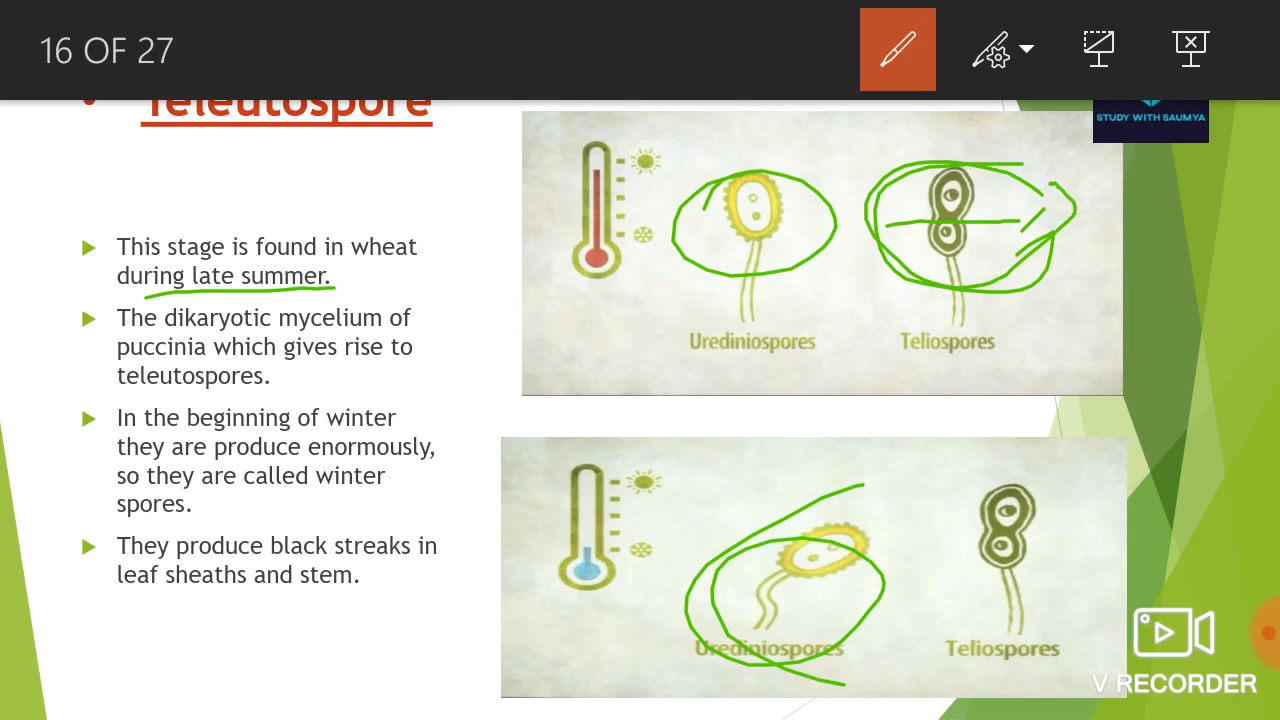 16 OF 27
• Teleutospore
STUDY WITH SAUMYA
This stage is found in wheat
during late summer.
The dikaryotic mycelium of
puccinia which gives rise to
teleutospores.
In the beginning of winter
they are produce enormously,
so they are called winter
spores.
They produce black streaks in
leaf sheaths and stem.
Urediniospores
Teliospores
Urediniospores
Teliospores
V RECORDER